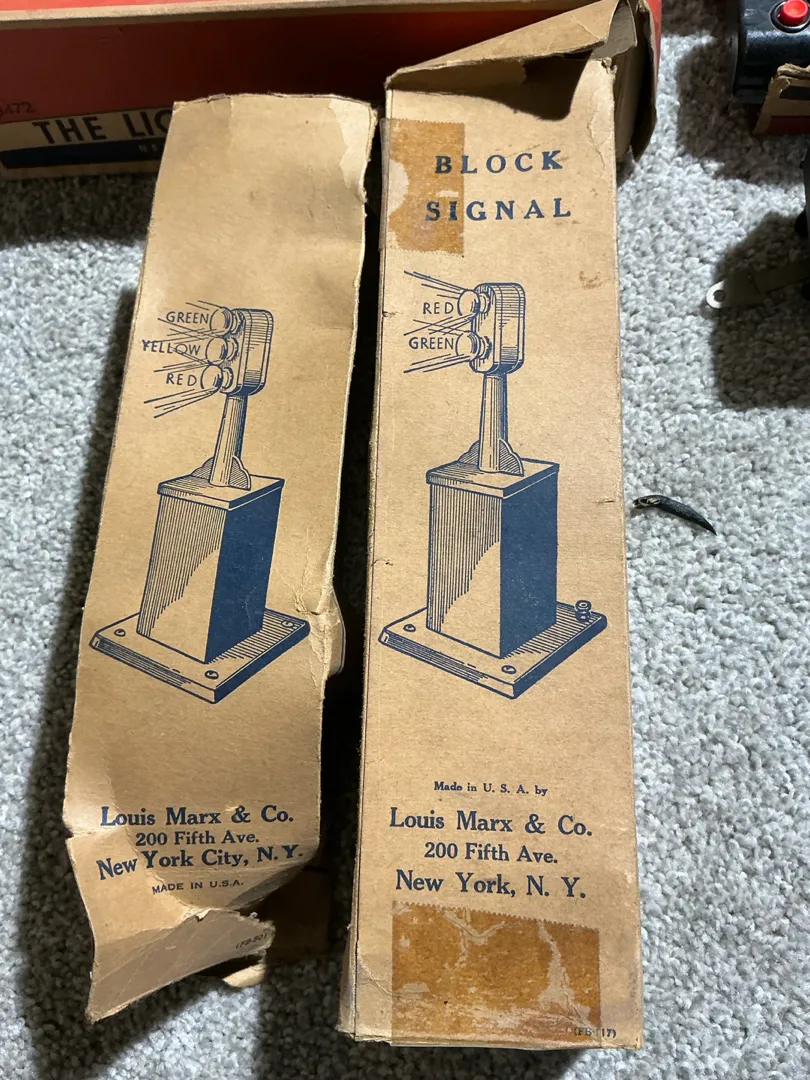 THE
GREEN
YELLOW
RED
Louis Marx & Co.
200 Fifth Ave.
New York City, N. Y.
MADE IN U.S.A.
BLOCK
SIGNAL
RED
GREEN
Made in U. S. A. by
Louis Marx & Co.
200 Fifth Ave.
New York, N. Y.